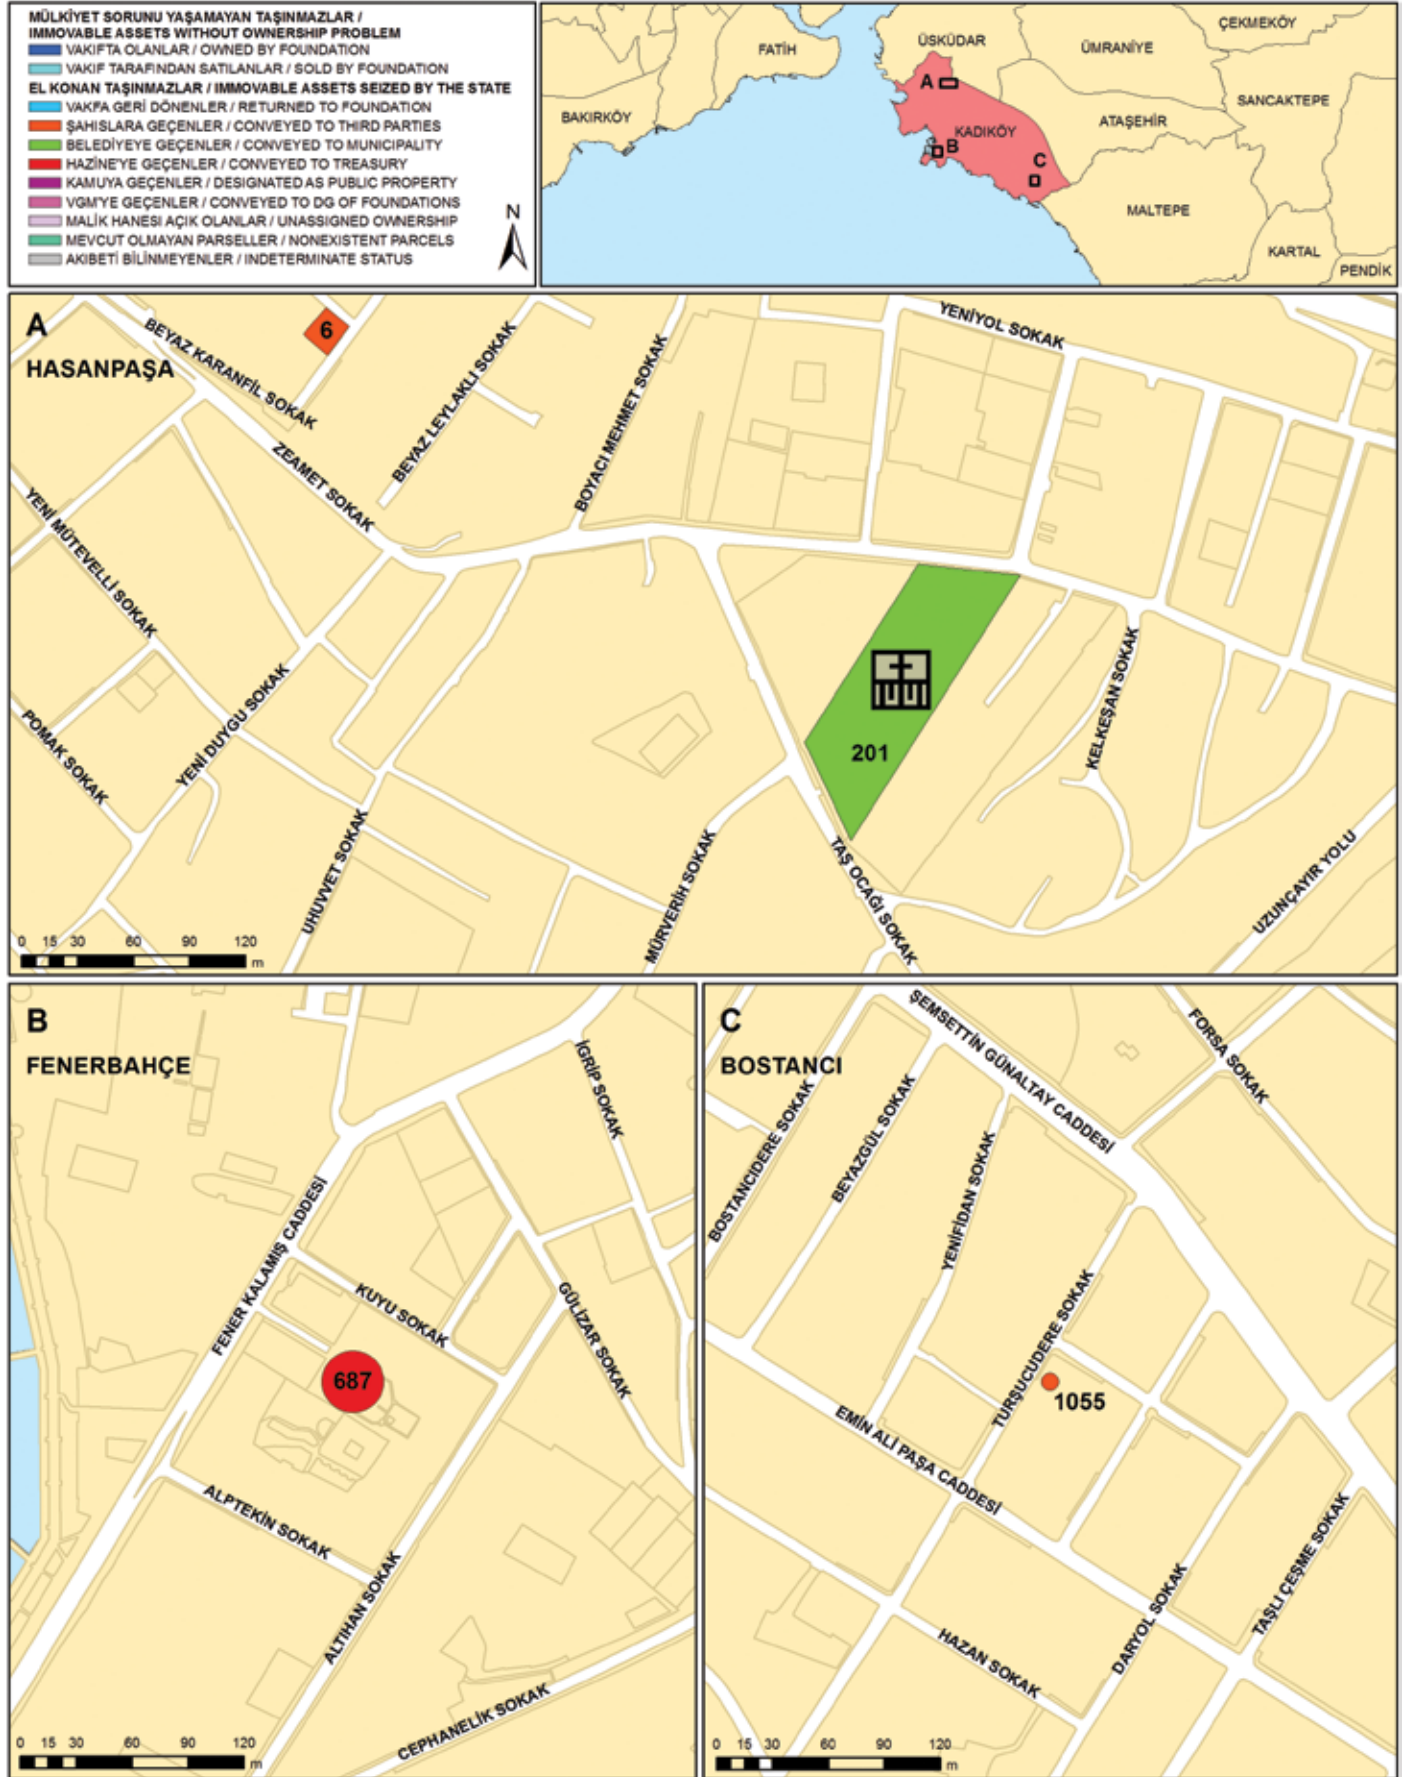 MÜLKİYET SORUNU YAŞAMAYAN TAŞINMAZLAR /
IMMOVABLE ASSETS WITHOUT OWNERSHIP PROBLEM
VAKIFTA OLANLAR / OWNED BY FOUNDATION
VAKIF TARAFINDAN SATILANLAR / SOLD BY FOUNDATION
EL KONAN TAŞINMAZLAR / IMMOVABLE ASSETS SEIZED BY THE STATE
VAKFA GERİ DÖNENLER / RETURNED TO FOUNDATION
ŞAHISLARA GEÇENLER / CONVEYED TO THIRD PARTIES
BELEDİYEYE GEÇENLER / CONVEYED TO MUNICIPALITY
HAZİNE'YE GEÇENLER / CONVEYED TO TREASURY
KAMUYA GEÇENLER / DESIGNATED AS PUBLIC PROPERTY
VGM'YE GEÇENLER / CONVEYED TO DG OF FOUNDATIONS
MALİK HANESİ AÇIK OLANLAR / UNASSIGNED OWNERSHIP
MEVCUT OLMAYAN PARSELLER / NONEXISTENT PARCELS
AKIBETİ BİLİNMEYENLER / INDETERMINATE STATUS
N
FATİH
ÜSKÜDAR
ÜMRANİYE
ÇEKMEKÖY
A
SANCAKTEPE
BAKIRKÖY
ATAŞEHİR
KADIKÖY
B
C
MALTEPE
KARTAL
PENDİK
A
HASANPAŞA
6
BEYAZ KARANFİL SOKAK
BEYAZ LEYLAKLI SOKAK
BOYACI MEHMET SOKAK
YENİYOL SOKAK
ZEAMET SOKAK
YENİ MÜTEVELLİ SOKAK
POMAK SOKAK
YENİ DUYGU SOKAK
UHUVVET SOKAK
MÜRVERİH SOKAK
201
TAŞ OCAĞI SOKAK
KELKEŞAN SOKAK
UZUNÇAYIR YOLU
0 15 30 60 90 120
m
B
FENERBAHÇE
İGRİP SOKAK
FENER KALAMIŞ CADDESİ
KUYU SOKAK
GÜLİZAR SOKAK
687
ALPTEKİN SOKAK
ALTIHAN SOKAK
CEPHANELİK SOKAK
0 15 30 60 90 120
m
C
BOSTANCI
ŞEMSETTİN GÜNALTAY CADDESİ
FORSA SOKAK
BOSTANCIDERE SOKAK
BEYAZGÜL SOKAK
YENİFİDAN SOKAK
TURŞUCUDERE SOKAK
1055
EMİN ALİ PAŞA CADDESİ
HAZAN SOKAK
DARYOL SOKAK
TAŞLI ÇEŞME SOKAK
0 15 30 60 90 120
m